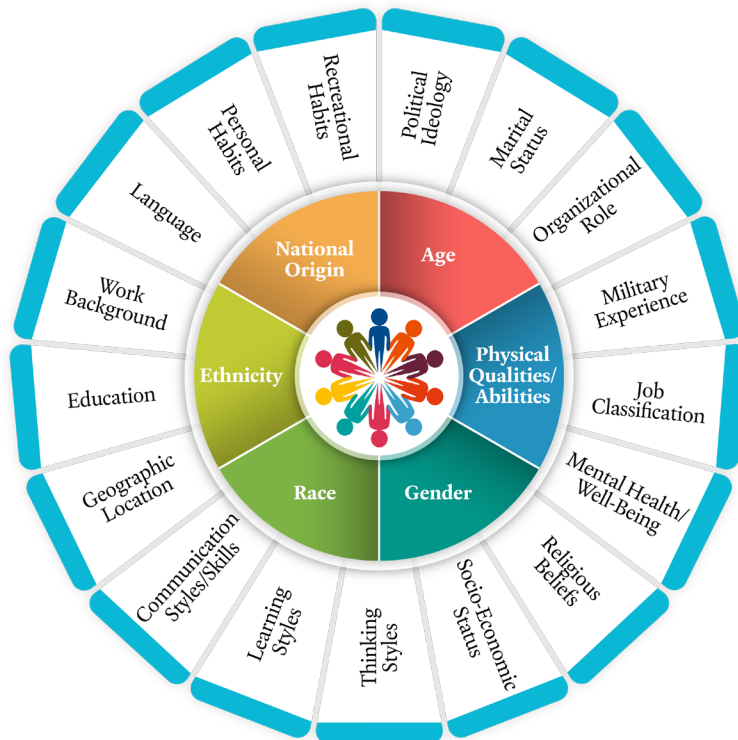 Political
Ideology
Marital
Status
Organizational
Role
Military
Experience
Job
Classification
Mental Health/
Well-Being
Religious
Beliefs
Socio-Economic
Status
Thinking
Styles
Learning
Styles
Communication
Styles/Skills
Geographic
Location
Education
Work
Background
Language
Personal
Habits
Recreational
Habits
Age
Physical
Qualities/
Abilities
Gender
Race
Ethnicity
National
Origin